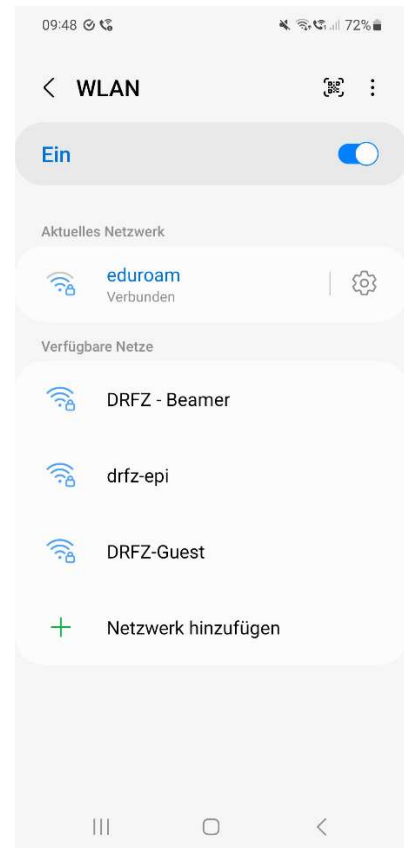 09:48 72%
WLAN
Ein
Aktuelles Netzwerk
eduroam
Verbunden
Verfügbare Netze
DRFZ - Beamer
drfz-epi
DRFZ-Guest
Netzwerk hinzufügen